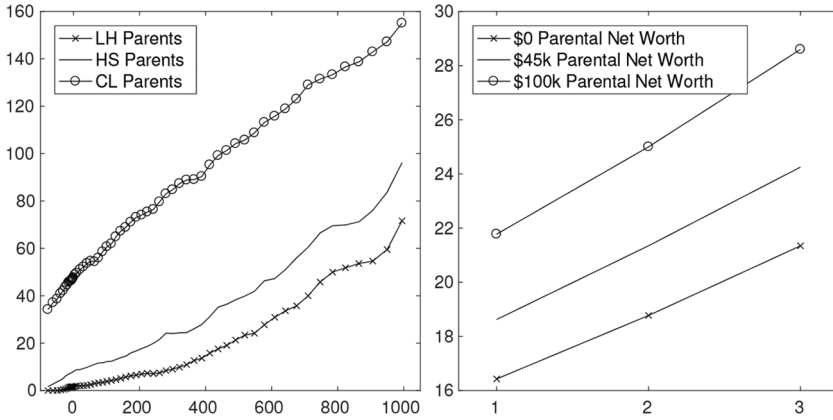 160
140
120
100
80
60
40
20
0
0 200 400 600 800 1000
LH Parents
HS Parents
CL Parents
30
28
26
24
22
20
18
16
1 2 3
$0 Parental Net Worth
$45k Parental Net Worth
$100k Parental Net Worth